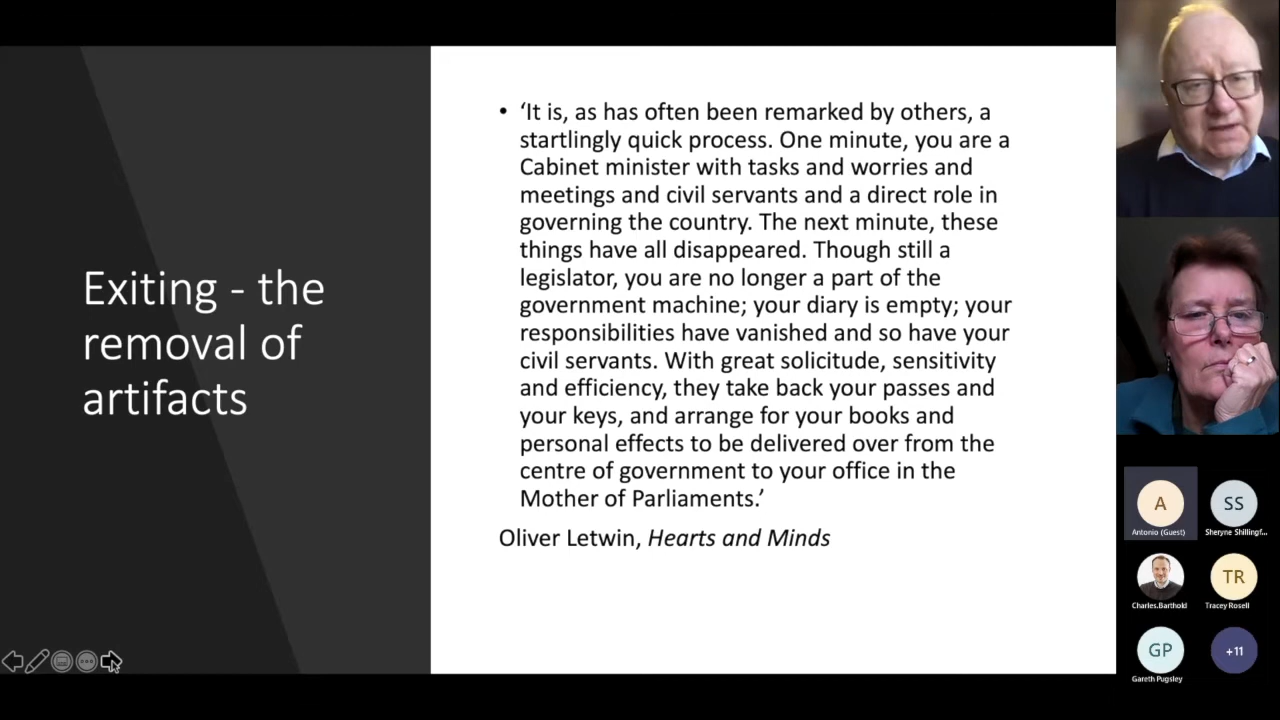 Exiting - the
removal of
artifacts
• ‘It is, as has often been remarked by others, a
startlingly quick process. One minute, you are a
Cabinet minister with tasks and worries and
meetings and civil servants and a direct role in
governing the country. The next minute, these
things have all disappeared. Though still a
legislator, you are no longer a part of the
government machine; your diary is empty; your
responsibilities have vanished and so have your
civil servants. With great solicitude, sensitivity
and efficiency, they take back your passes and
your keys, and arrange for your books and
personal effects to be delivered over from the
centre of government to your office in the
Mother of Parliaments.’
Oliver Letwin, Hearts and Minds
A
Antonio (Guest)
SS
Sheryne Shillingf...
Charles.Barthold
TR
Tracey Rosell
GP
Gareth Pugsley
+11